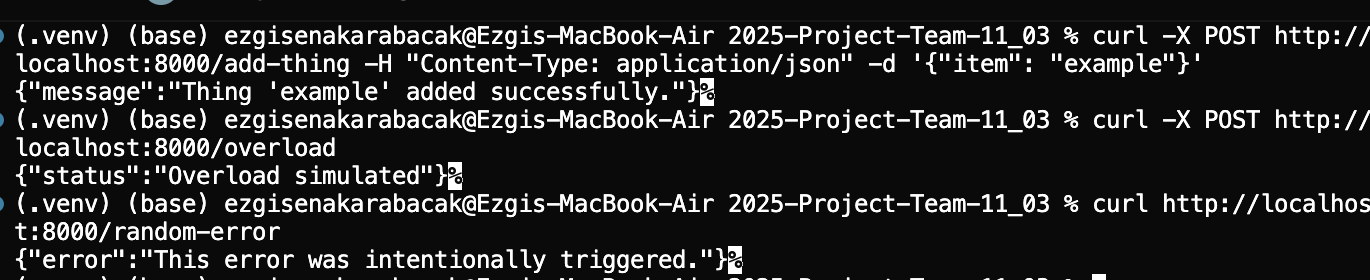 (.venv) (base) ezgisenakarabacak@Ezgis-MacBook-Air 2025-Project-Team-11_03 % curl -X POST http://
localhost:8000/add-thing -H "Content-Type: application/json" -d '{"item": "example"}'
{"message":"Thing 'example' added successfully."}%
(.venv) (base) ezgisenakarabacak@Ezgis-MacBook-Air 2025-Project-Team-11_03 % curl -X POST http://
localhost:8000/overload
{"status":"Overload simulated"}%
(.venv) (base) ezgisenakarabacak@Ezgis-MacBook-Air 2025-Project-Team-11_03 % curl http://localhos
t:8000/random-error
{"error":"This error was intentionally triggered."}%